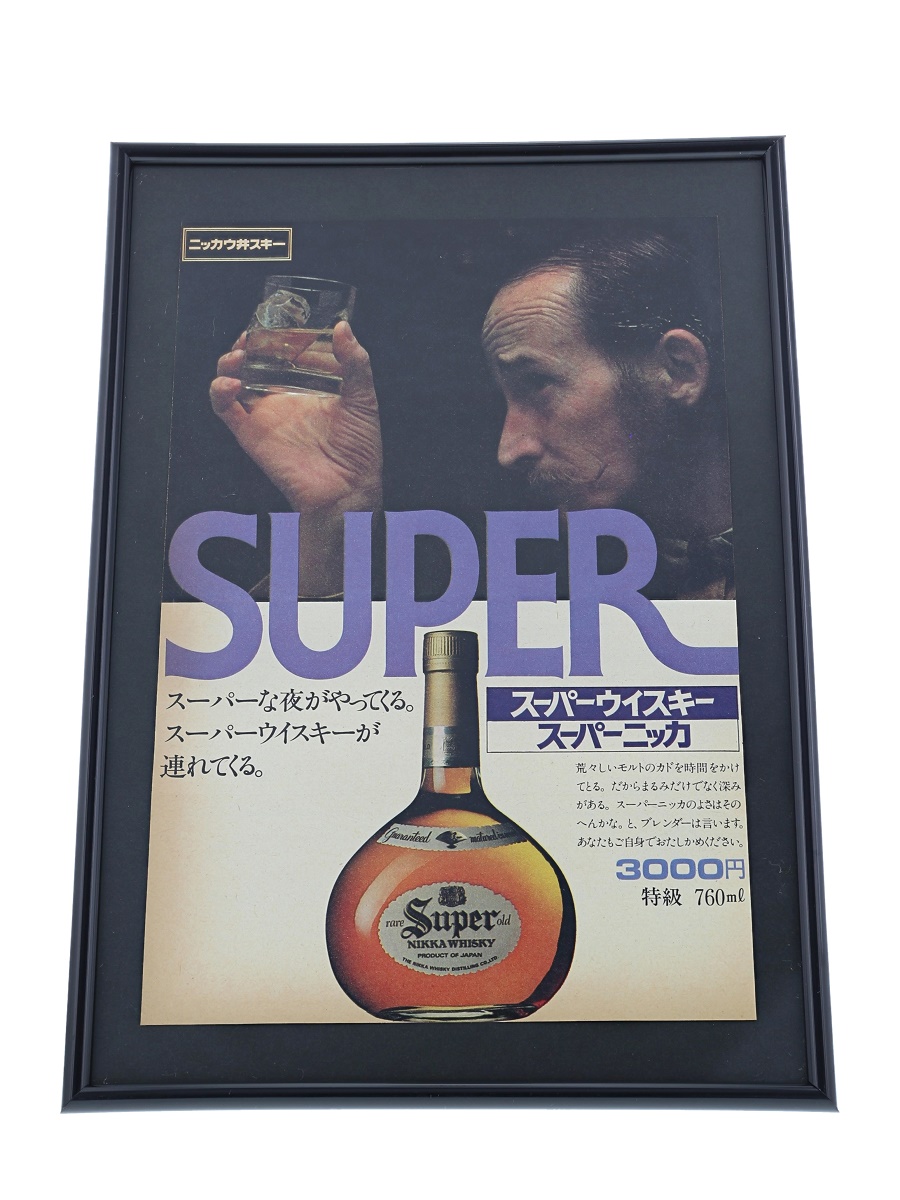 ニッカウ井スキー
SUPER
スーパーな夜がやってくる。
スーパーウイスキーが
連れてくる。
スーパーウイスキー
スーパーニッカ
荒々しいモルトのカドを時間をかけ
てとる。だからまるみだけでなく深み
がある。スーパーニッカのよさはその
へんかな。と、ブレンダーは言います。
あなたもご自身でおたしかめください。
3000円
特級 760ml
Guaranteed
rare Super old
NIKKA WHISKY
PRODUCT OF JAPAN
THE NIKKA WHISKY DISTILLING CO., LTD